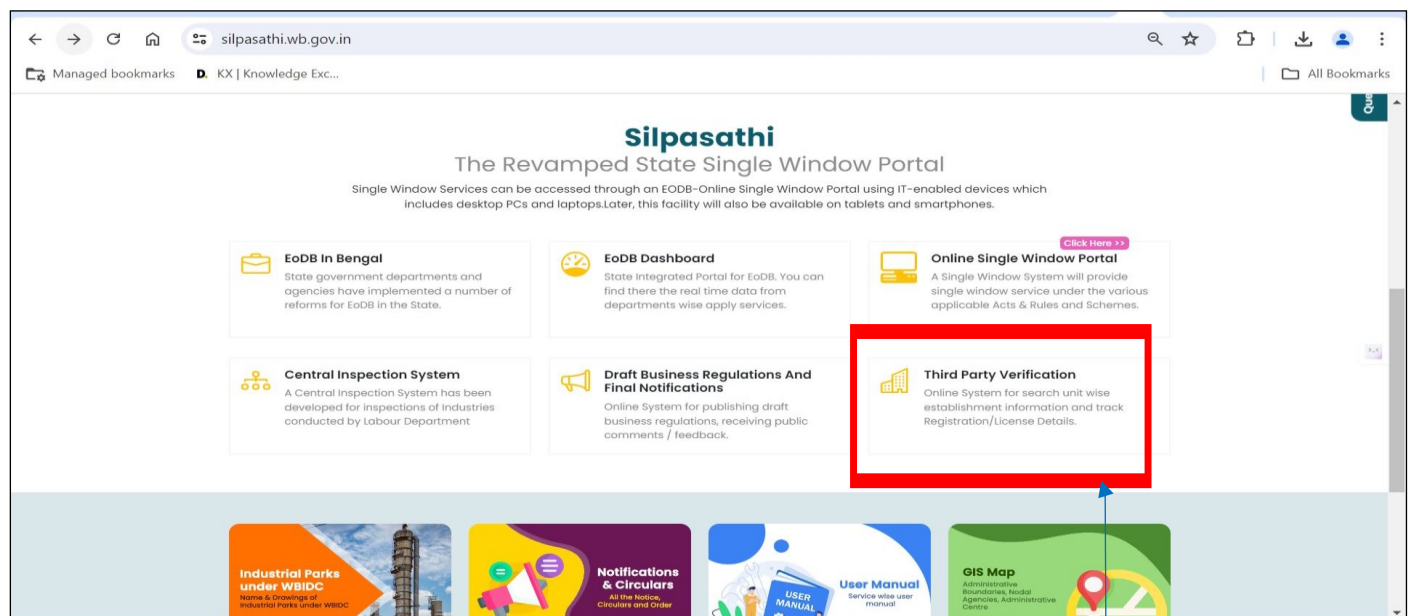 silpasathi.wb.gov.in
Managed bookmarks
D. KX | Knowledge Exc...
All Bookmarks
Que
Silpasathi
The Revamped State Single Window Portal
Single Window Services can be accessed through an EODB-Online Single Window Portal using IT-enabled devices which
includes desktop PCs and laptops.Later, this facility will also be available on tablets and smartphones.
EoDB In Bengal
State government departments and
agencies have implemented a number of
reforms for EoDB in the State.
EoDB Dashboard
State Integrated Portal for EoDB. You can
find there the real time data from
departments wise apply services.
Click Here >>
Online Single Window Portal
A Single Window System will provide
single window service under the various
applicable Acts & Rules and Schemes.
Central Inspection System
A Central Inspection System has been
developed for inspections of Industries
conducted by Labour Department
Draft Business Regulations And
Final Notifications
Online System for publishing draft
business regulations, receiving public
comments / feedback.
Third Party Verification
Online System for search unit wise
establishment information and track
Registration/License Details.
Industrial Parks
under WBIDC
Name & Drawings of
Industrial Parks under WBIDC
Notifications
& Circulars
All the Notice,
Circulars and Order
USER
MANUAL
User Manual
Service wise user
manual
GIS Map
Administrative
Boundaries, Nodal
Agencies, Administrative
Centre